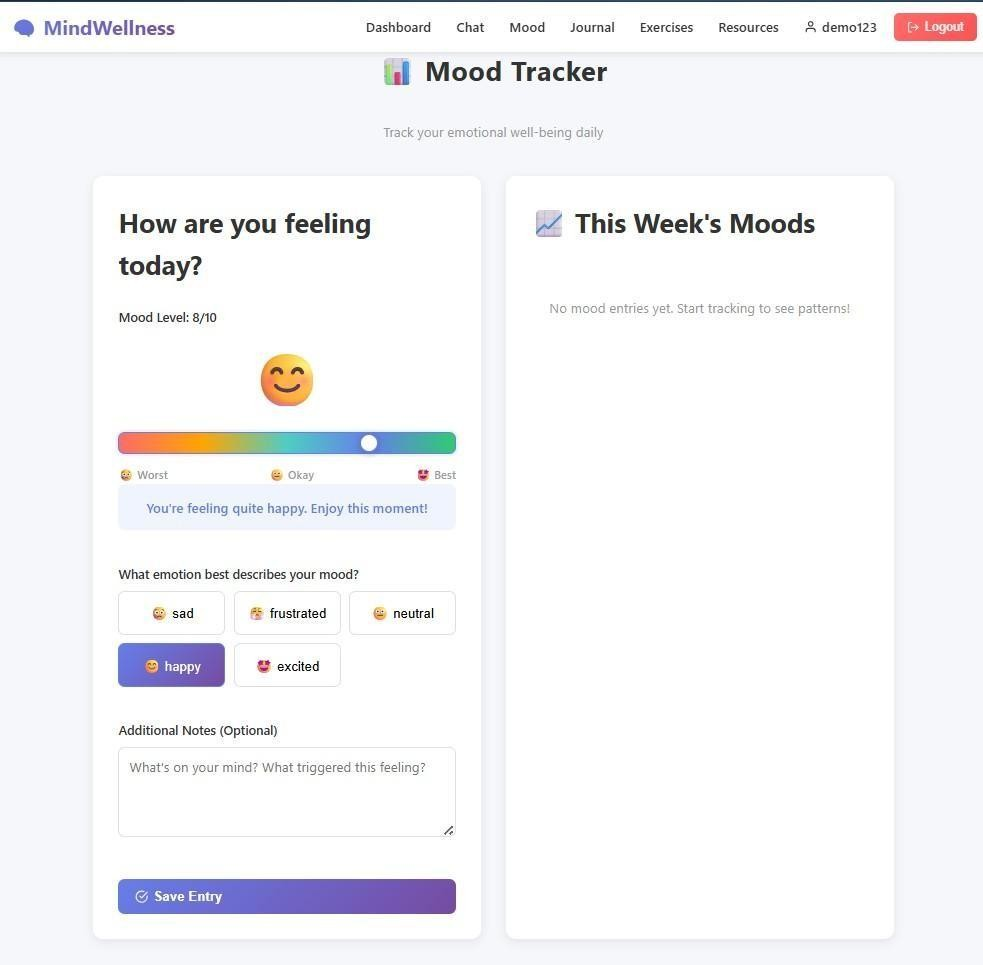 MindWellness
Dashboard
Chat
Mood
Journal
Exercises
Resources
demo123
Logout
Mood Tracker
Track your emotional well-being daily
How are you feeling
today?
Mood Level: 8/10
Worst
Okay
Best
You're feeling quite happy. Enjoy this moment!
What emotion best describes your mood?
sad
frustrated
neutral
happy
excited
Additional Notes (Optional)
What's on your mind? What triggered this feeling?
Save Entry
This Week's Moods
No mood entries yet. Start tracking to see patterns!